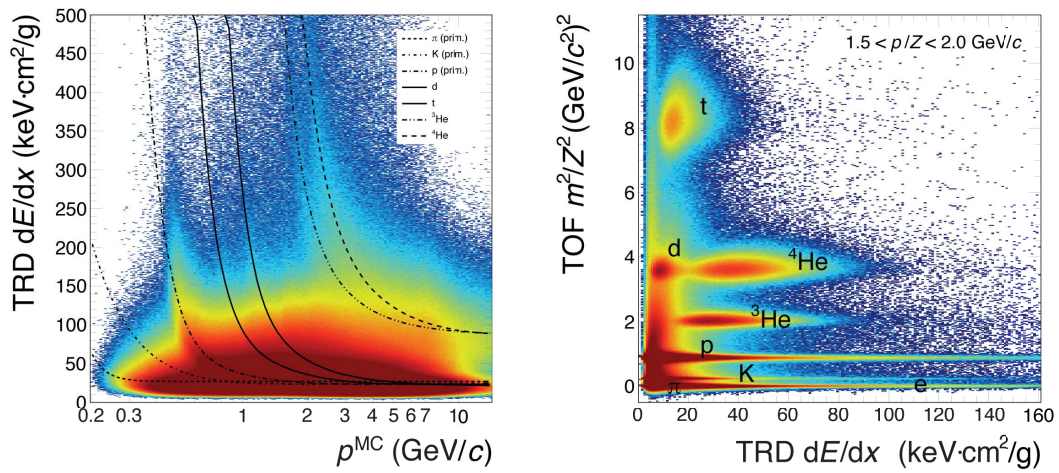 TRD dE/dx (keV·cm²/g)
500
450
400
350
300
250
200
150
100
50
0
π (prim.)
K (prim.)
p (prim.)
d
t
³He
⁴He
0.2 0.3 1 2 3 4 5 6 7 10
pᴹᶜ (GeV/c)
TOF m²/Z² (GeV/c²)²)
1.5 < p/Z < 2.0 GeV/c
10
8
6
4
2
0
t
d
⁴He
³He
p
K
π
e
0 20 40 60 80 100 120 140 160
TRD dE/dx (keV·cm²/g)